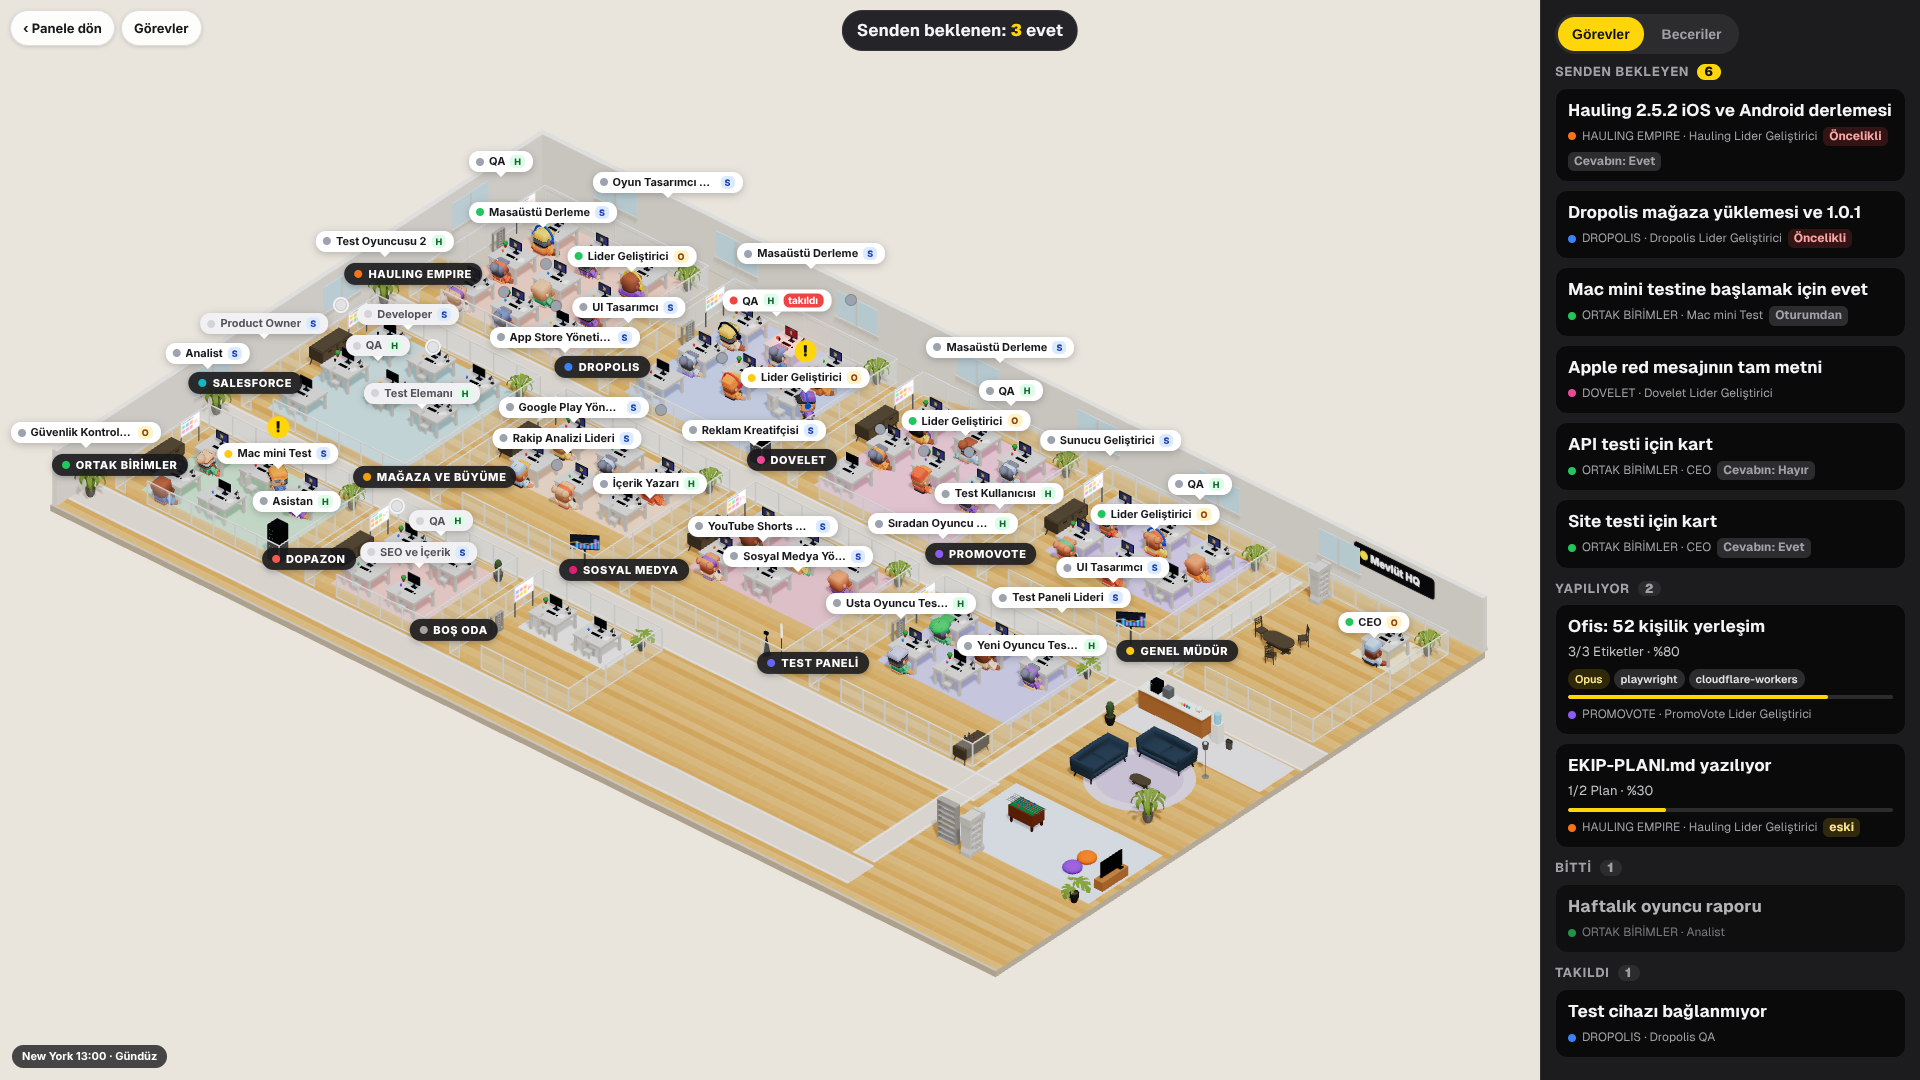 ‹ Panele dön
Görevler
Senden beklenen: 3 evet
QA H
Oyun Tasarımcı ... S
Masaüstü Derleme S
Test Oyuncusu 2 H
Lider Geliştirici O
Masaüstü Derleme S
HAULING EMPIRE
QA H takıldı
UI Tasarımcı S
Developer S
Product Owner S
App Store Yöneti... S
QA H
Masaüstü Derleme S
Analist S
DROPOLIS
!
Lider Geliştirici O
SALESFORCE
Test Elemanı H
QA H
Google Play Yön... S
Lider Geliştirici O
!
Güvenlik Kontrol... O
Reklam Kreatifçisi S
Rakip Analizi Lideri S
Sunucu Geliştirici S
Mac mini Test S
DOVELET
ORTAK BİRİMLER
MAĞAZA VE BÜYÜME
İçerik Yazarı H
QA H
Test Kullanıcısı H
Asistan H
Lider Geliştirici O
QA H
YouTube Shorts ... S
Sıradan Oyuncu ... H
SEO ve İçerik S
DOPAZON
Sosyal Medya Yö... S
PROMOVOTE
SOSYAL MEDYA
UI Tasarımcı S
Mevlüt HQ
Usta Oyuncu Tes... H
Test Paneli Lideri S
CEO O
BOŞ ODA
Yeni Oyuncu Tes... H
GENEL MÜDÜR
TEST PANELİ
New York 13:00 · Gündüz
Görevler
Beceriler
SENDEN BEKLEYEN 6
Hauling 2.5.2 iOS ve Android derlemesi
HAULING EMPIRE · Hauling Lider Geliştirici Öncelikli
Cevabın: Evet
Dropolis mağaza yüklemesi ve 1.0.1
DROPOLIS · Dropolis Lider Geliştirici Öncelikli
Mac mini testine başlamak için evet
ORTAK BİRİMLER · Mac mini Test Oturumdan
Apple red mesajının tam metni
DOVELET · Dovelet Lider Geliştirici
API testi için kart
ORTAK BİRİMLER · CEO Cevabın: Hayır
Site testi için kart
ORTAK BİRİMLER · CEO Cevabın: Evet
YAPILIYOR 2
Ofis: 52 kişilik yerleşim
3/3 Etiketler · %80
Opus playwright cloudflare-workers
PROMOVOTE · PromoVote Lider Geliştirici
EKIP-PLANI.md yazılıyor
1/2 Plan · %30
HAULING EMPIRE · Hauling Lider Geliştirici eski
BİTTİ 1
Haftalık oyuncu raporu
ORTAK BİRİMLER · Analist
TAKILDI 1
Test cihazı bağlanmıyor
DROPOLIS · Dropolis QA